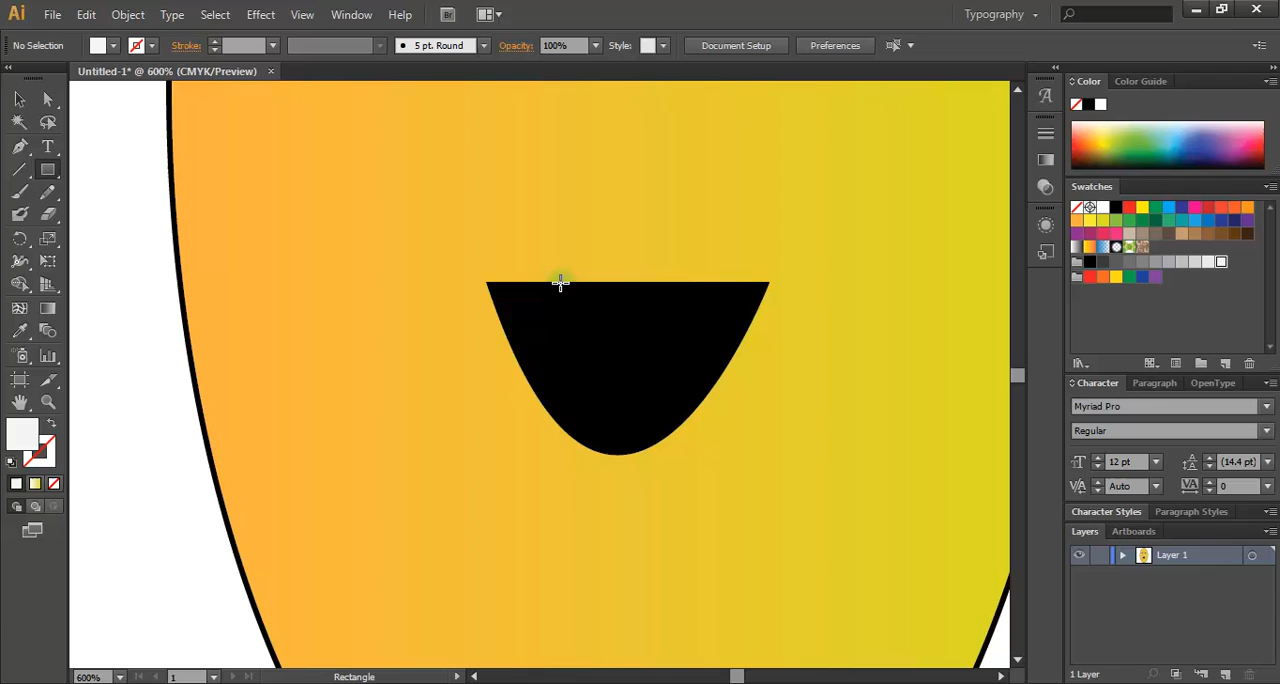 Ai File Edit Object Type Select Effect View Window Help Br Typography
No Selection Stroke: 5 pt. Round Opacity: 100% Style: Document Setup Preferences
Untitled-1* @ 600% (CMYK/Preview) ×
Color Color Guide
Swatches
Character Paragraph OpenType
Myriad Pro
Regular
12 pt (14.4 pt)
Auto 0
Character Styles Paragraph Styles
Layers Artboards
Layer 1
1 Layer
600% 1 Rectangle